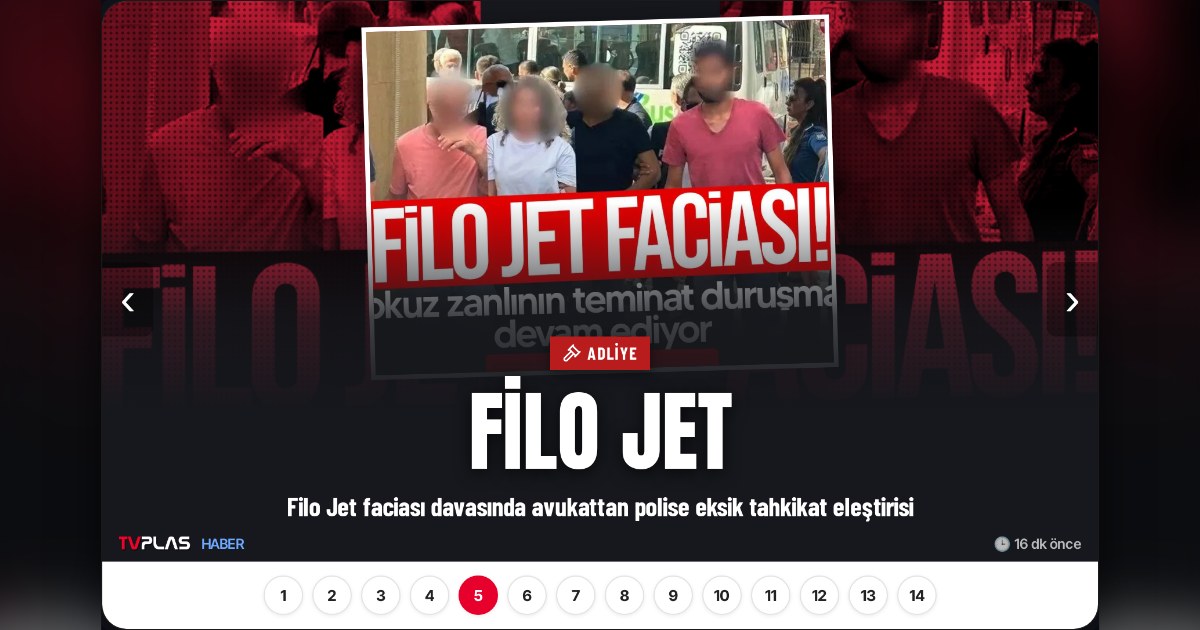 FİLO JET FACİASI!
okuz zanlının teminat duruşma
devam ediyor
ADLİYE
FİLO JET
Filo Jet faciası davasında avukattan polise eksik tahkikat eleştirisi
TVPLAS HABER
16 dk önce
1 2 3 4 5 6 7 8 9 10 11 12 13 14